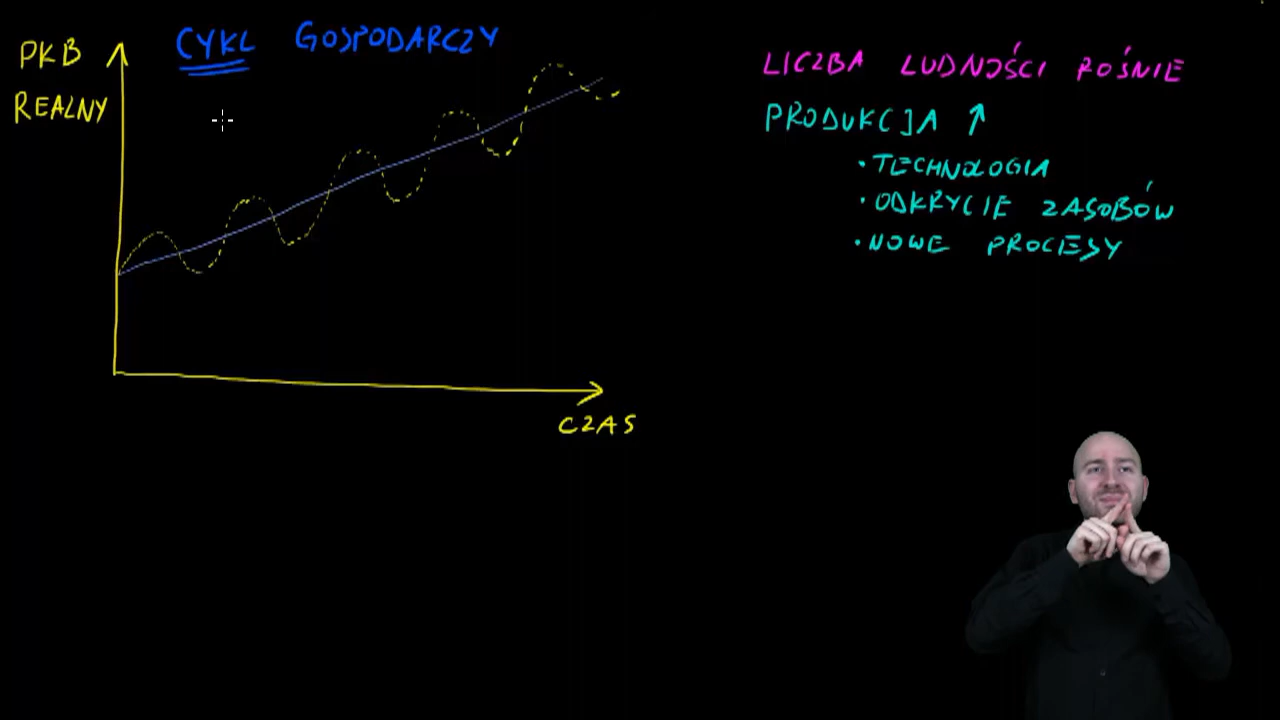 CYKL GOSPODARCZY
PKB
REALNY
CZAS
LICZBA LUDNOŚCI ROŚNIE
PRODUKCJA ↑
• TECHNOLOGIA
• ODKRYCIE ZASOBÓW
• NOWE PROCESY